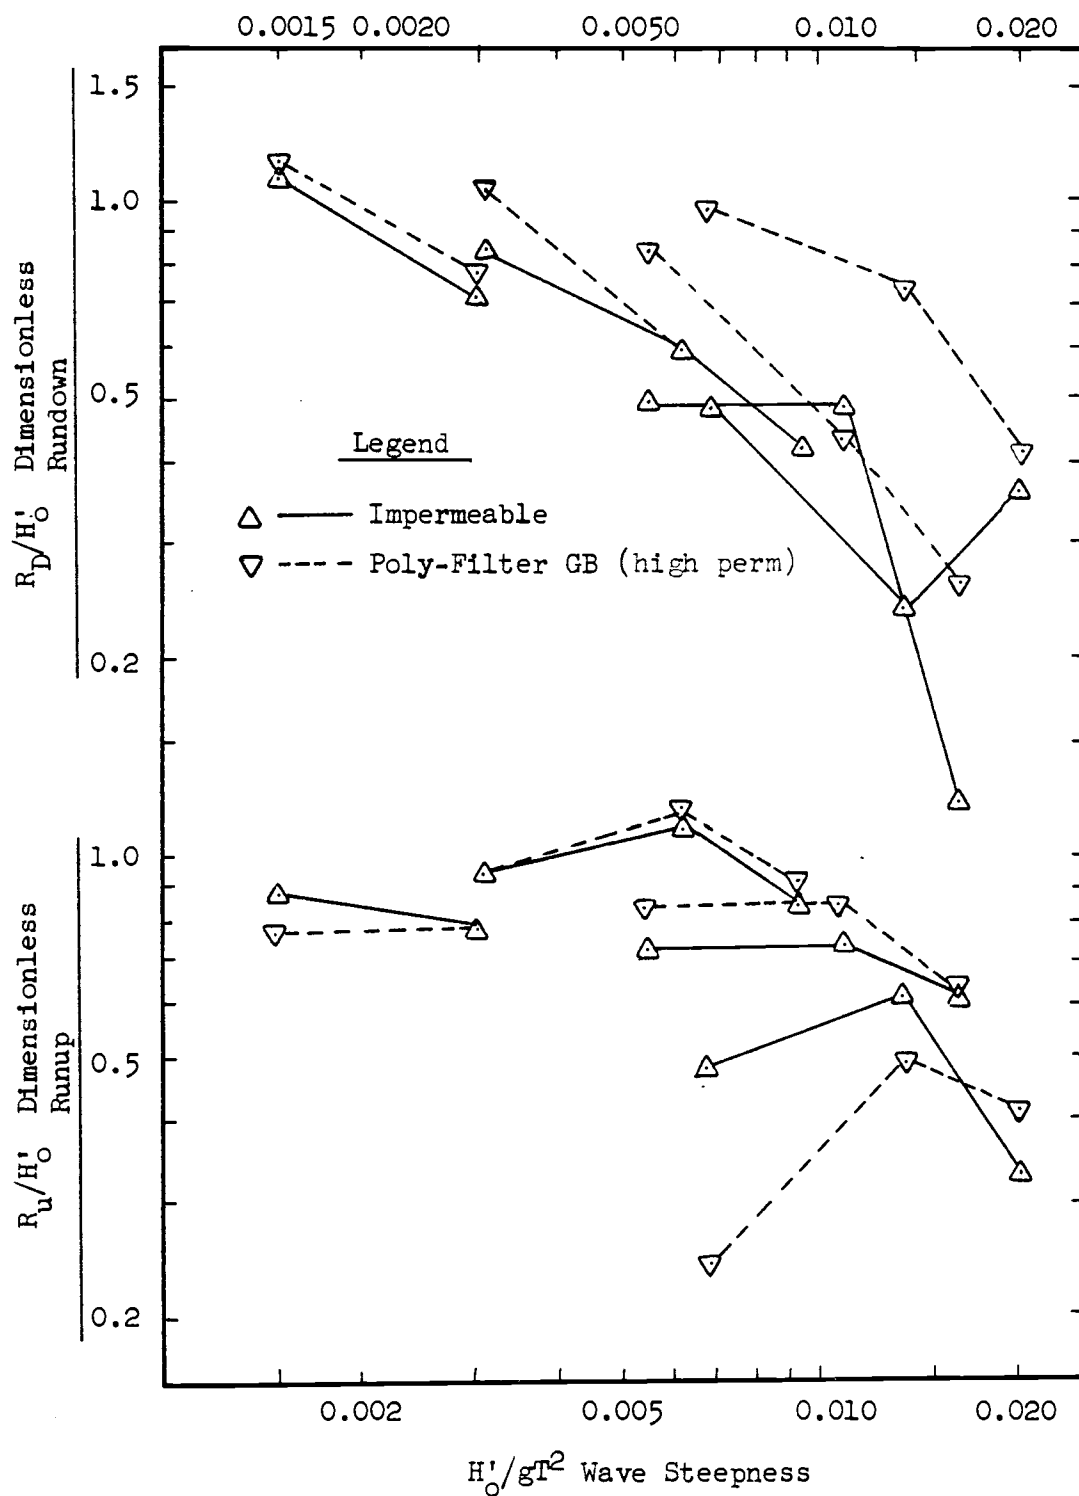 0.0015 0.0020 0.0050 0.010 0.020
1.5
1.0
0.5
0.2
R_D/H'_o Dimensionless
Rundown
Legend
Impermeable
Poly-Filter GB (high perm)
1.0
0.5
0.2
R_u/H'_o Dimensionless
Runup
0.002 0.005 0.010 0.020
H'_o/gT² Wave Steepness